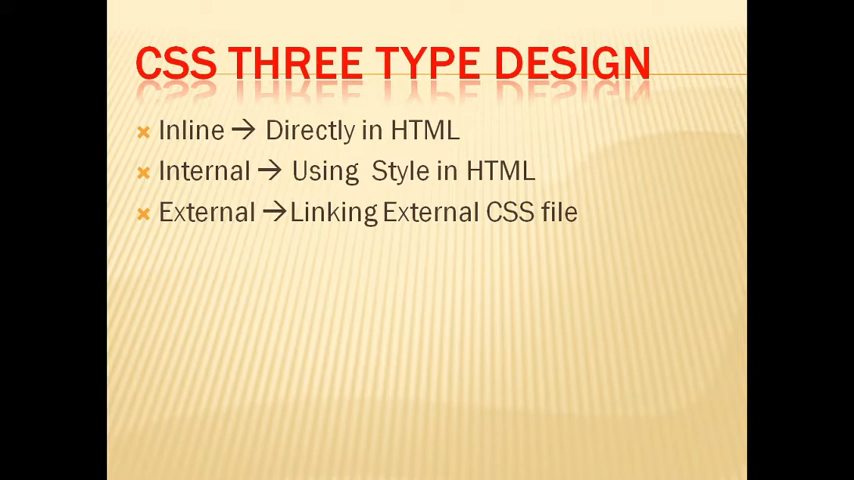 CSS THREE TYPE DESIGN
Inline → Directly in HTML
Internal → Using Style in HTML
External →Linking External CSS file